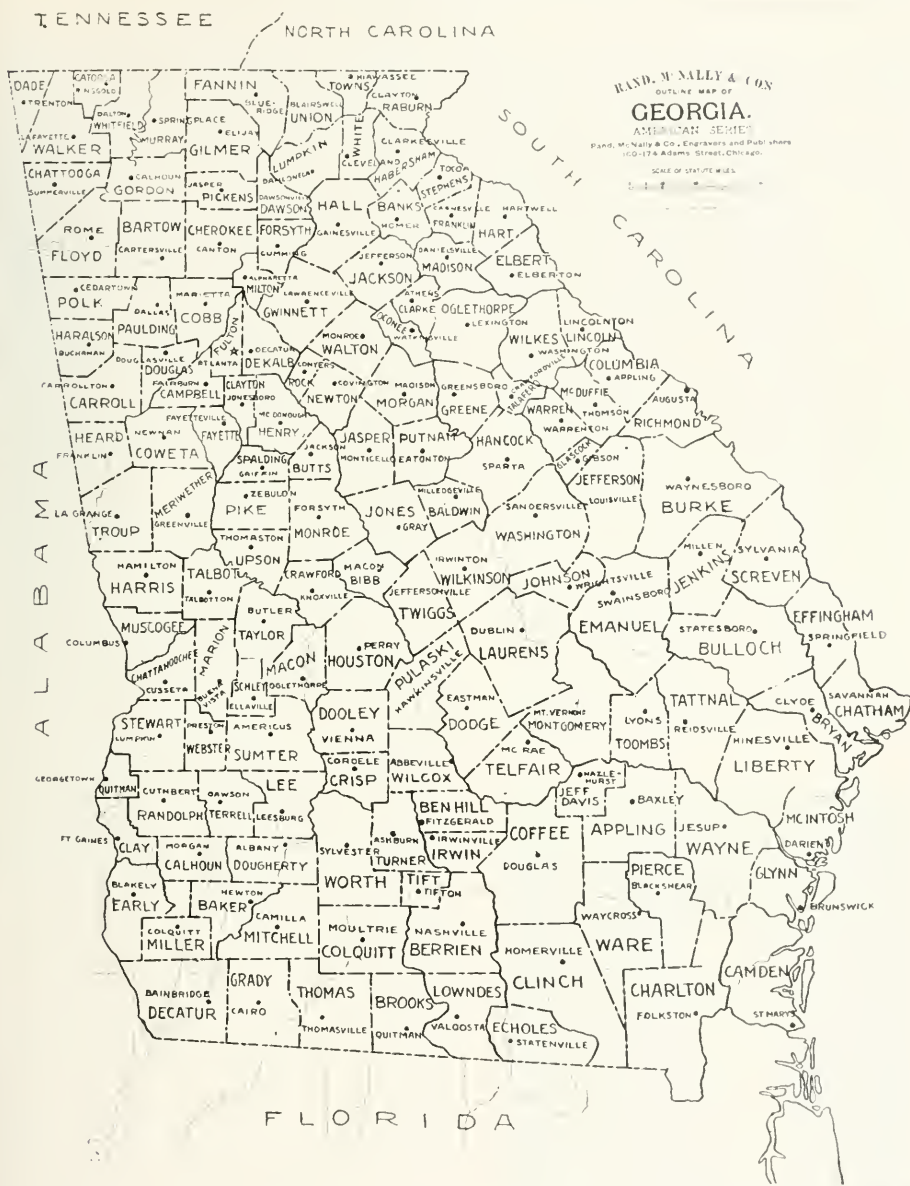 TENNESSEE
NORTH CAROLINA
SOUTH CAROLINA
ALABAMA
FLORIDA
RAND, McNALLY & CO'S
OUTLINE MAP OF
GEORGIA.
AMERICAN SERIES
Rand, McNally & Co., Engravers and Publishers
160-174 Adams Street, Chicago.
SCALE OF STATUTE MILES
DADE
TRENTON
CATOOSA
RINGGOLD
DALTON
WHITFIELD
SPRING PLACE
MURRAY
FANNIN
BLUE-RIDGE
ELIJAY
GILMER
BLAIRSVILLE
UNION
HIAWASSEE
TOWNS
CLAYTON
RABURN
LAFAYETTE
WALKER
LUMPKIN
DAHLONEGA
WHITE
CLEVELAND
CLARKESVILLE
HABERSHAM
TOCOA
STEPHENS
CHATTOOGA
SUMMERVILLE
CALHOUN
GORDON
JASPER
PICKENS
DAWSONVILLE
DAWSON
HALL
GAINESVILLE
BANKS
HOMER
CARNESVILLE
FRANKLIN
HARTWELL
HART
ROME
FLOYD
BARTOW
CARTERSVILLE
CHEROKEE
CANTON
FORSYTH
CUMMING
JEFFERSON
JACKSON
DANIELSVILLE
MADISON
ELBERT
ELBERTON
CEDARTOWN
POLK
DALLAS
PAULDING
MARIETTA
COBB
ALPHARETTA
MILTON
LAWRENCEVILLE
GWINNETT
ATHENS
CLARKE
OCONEE
WATKINSVILLE
OGLETHORPE
LEXINGTON
WILKES
WASHINGTON
LINCOLNTON
LINCOLN
HARALSON
BUCHANAN
DOUGLASVILLE
DOUGLAS
FULTON
ATLANTA
DECATUR
DEKALB
CONYERS
ROCK
MONROE
WALTON
COLUMBIA
APPLING
CARROLLTON
CARROLL
FAIRBURN
CAMPBELL
CLAYTON
JONESBORO
COVINGTON
NEWTON
MADISON
MORGAN
GREENSBORO
GREENE
CRAWFORDVILLE
TALAFERO
McDUFFIE
THOMSON
WARREN
WARRENTON
AUGUSTA
RICHMOND
HEARD
FRANKLIN
NEWNAN
COWETA
FAYETTEVILLE
FAYETTE
Mc DONOUGH
HENRY
SPALDING
GRIFFIN
JACKSON
BUTTS
JASPER
MONTICELLO
PUTNAM
EATONTON
HANCOCK
SPARTA
GLASCOCK
GIBSON
JEFFERSON
LOUISVILLE
WAYNESBORO
BURKE
LA GRANGE
TROUP
MERIWETHER
GREENVILLE
ZEBULON
PIKE
THOMASTON
UPSON
FORSYTH
MONROE
JONES
GRAY
MILLEDGEVILLE
BALDWIN
SANDERSVILLE
WASHINGTON
MILLEN
JENKINS
SYLVANIA
SCREVEN
HAMILTON
HARRIS
TALBOT
TALBOTTON
CRAWFORD
KNOXVILLE
MACON
BIBB
IRWINTON
WILKINSON
JEFFERSONVILLE
TWIGGS
JOHNSON
WRIGHTSVILLE
SWAINSBORO
EMANUEL
STATESBORO
BULLOCH
EFFINGHAM
SPRINGFIELD
COLUMBUS
MUSCOGEE
CHATTAHOOCHEE
CUSSETA
MARION
BUENA VISTA
BUTLER
TAYLOR
SCHLEY
ELLAVILLE
MACON
OGLETHORPE
PERRY
HOUSTON
PULASKI
HAWKINSVILLE
DUBLIN
LAURENS
STEWART
LUMPKIN
PRESTON
WEBSTER
AMERICUS
SUMTER
DOOLEY
VIENNA
EASTMAN
DODGE
MT. VERNON
MONTGOMERY
LYONS
TOOMBS
TATTNAL
REIDSVILLE
CLYDE
BRYAN
SAVANNAH
CHATHAM
HINESVILLE
LIBERTY
GEORGETOWN
QUITMAN
CUTHBERT
RANDOLPH
DAWSON
TERRELL
LEE
LEESBURG
CORDELE
CRISP
ABBEVILLE
WILCOX
MC RAE
TELFAIR
HAZLE-HURST
JEFF DAVIS
BAXLEY
APPLING
JESUP
WAYNE
MCINTOSH
DARIEN
FT GAINES
CLAY
MORGAN
CALHOUN
ALBANY
DOUGHERTY
SYLVESTER
WORTH
ASHBURN
TURNER
BEN HILL
FITZGERALD
IRWINVILLE
IRWIN
COFFEE
DOUGLAS
PIERCE
BLACKSHEAR
GLYNN
BRUNSWICK
BLAKELY
EARLY
NEWTON
BAKER
CAMILLA
MITCHELL
COLQUITT
MILLER
MOULTRIE
COLQUITT
TIFT
TIFTON
NASHVILLE
BERRIEN
WAYCROSS
WARE
HOMERVILLE
CLINCH
CAMDEN
ST MARYS
BAINBRIDGE
DECATUR
GRADY
CAIRO
THOMAS
THOMASVILLE
BROOKS
QUITMAN
LOWNDES
VALDOSTA
ECHOLES
STATENVILLE
CHARLTON
FOLKSTON